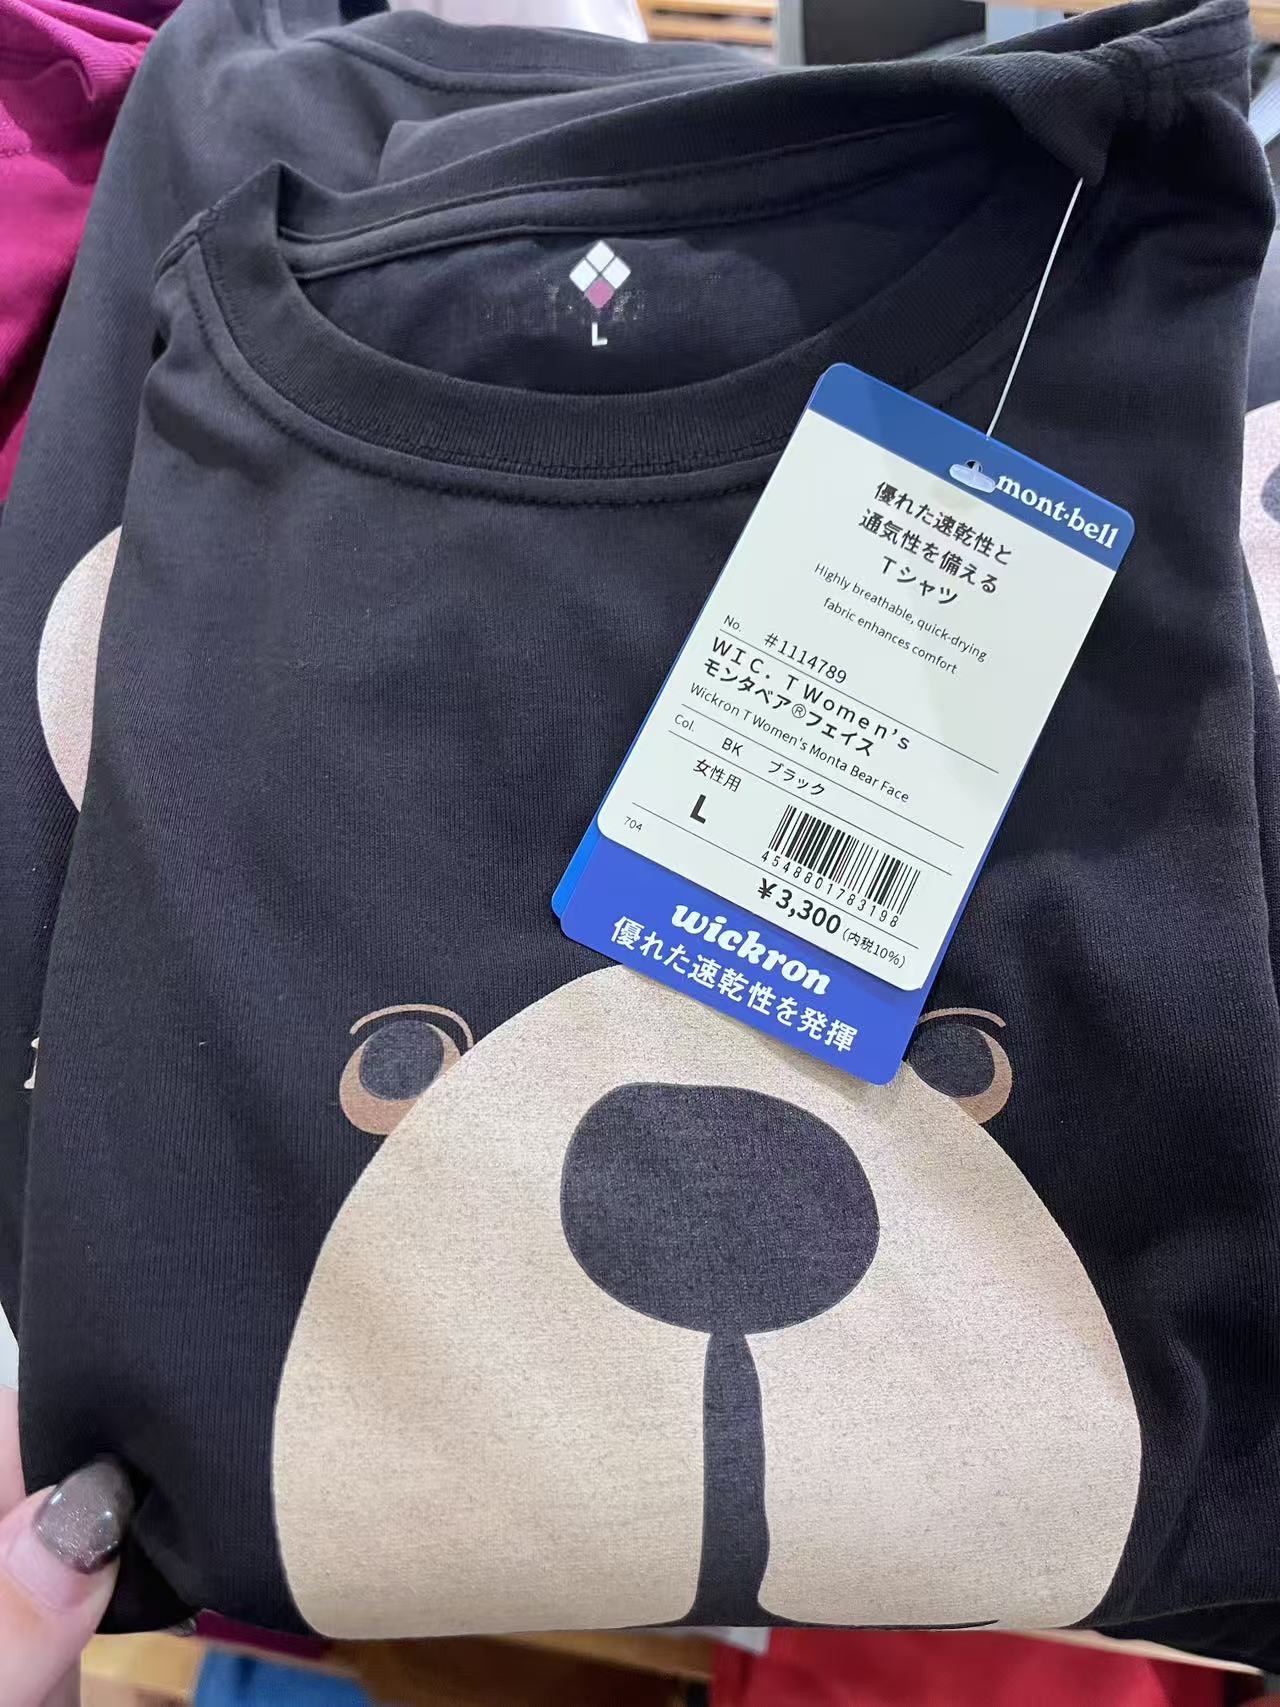 L
mont·bell
優れた速乾性と
通気性を備える
Tシャツ
Highly breathable, quick-drying
fabric enhances comfort
No. #1114789
WIC. T Women's
モンタベア®フェイス
Wickron T Women's Monta Bear Face
Col. BK ブラック
女性用
L
704
4548801783198
¥3,300(内税10%)
wickron
優れた速乾性を発揮